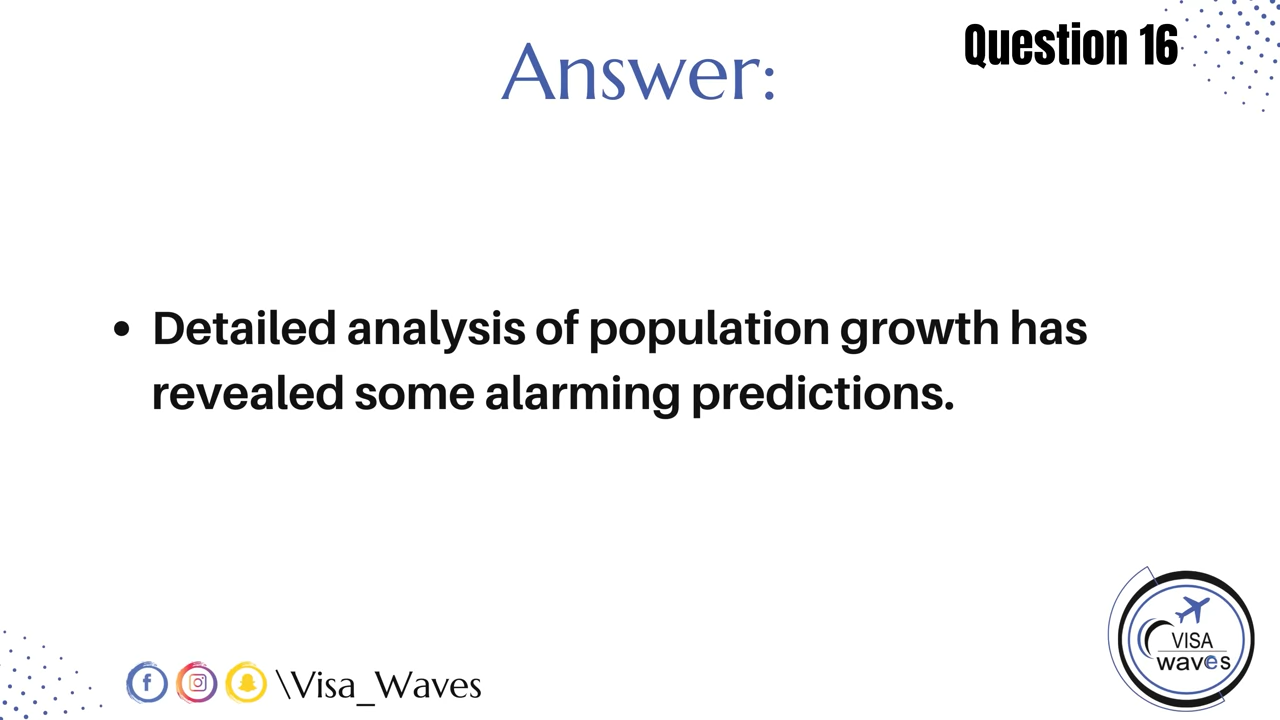 Question 16
Answer:
• Detailed analysis of population growth has
revealed some alarming predictions.
\Visa_Waves
VISA
waves